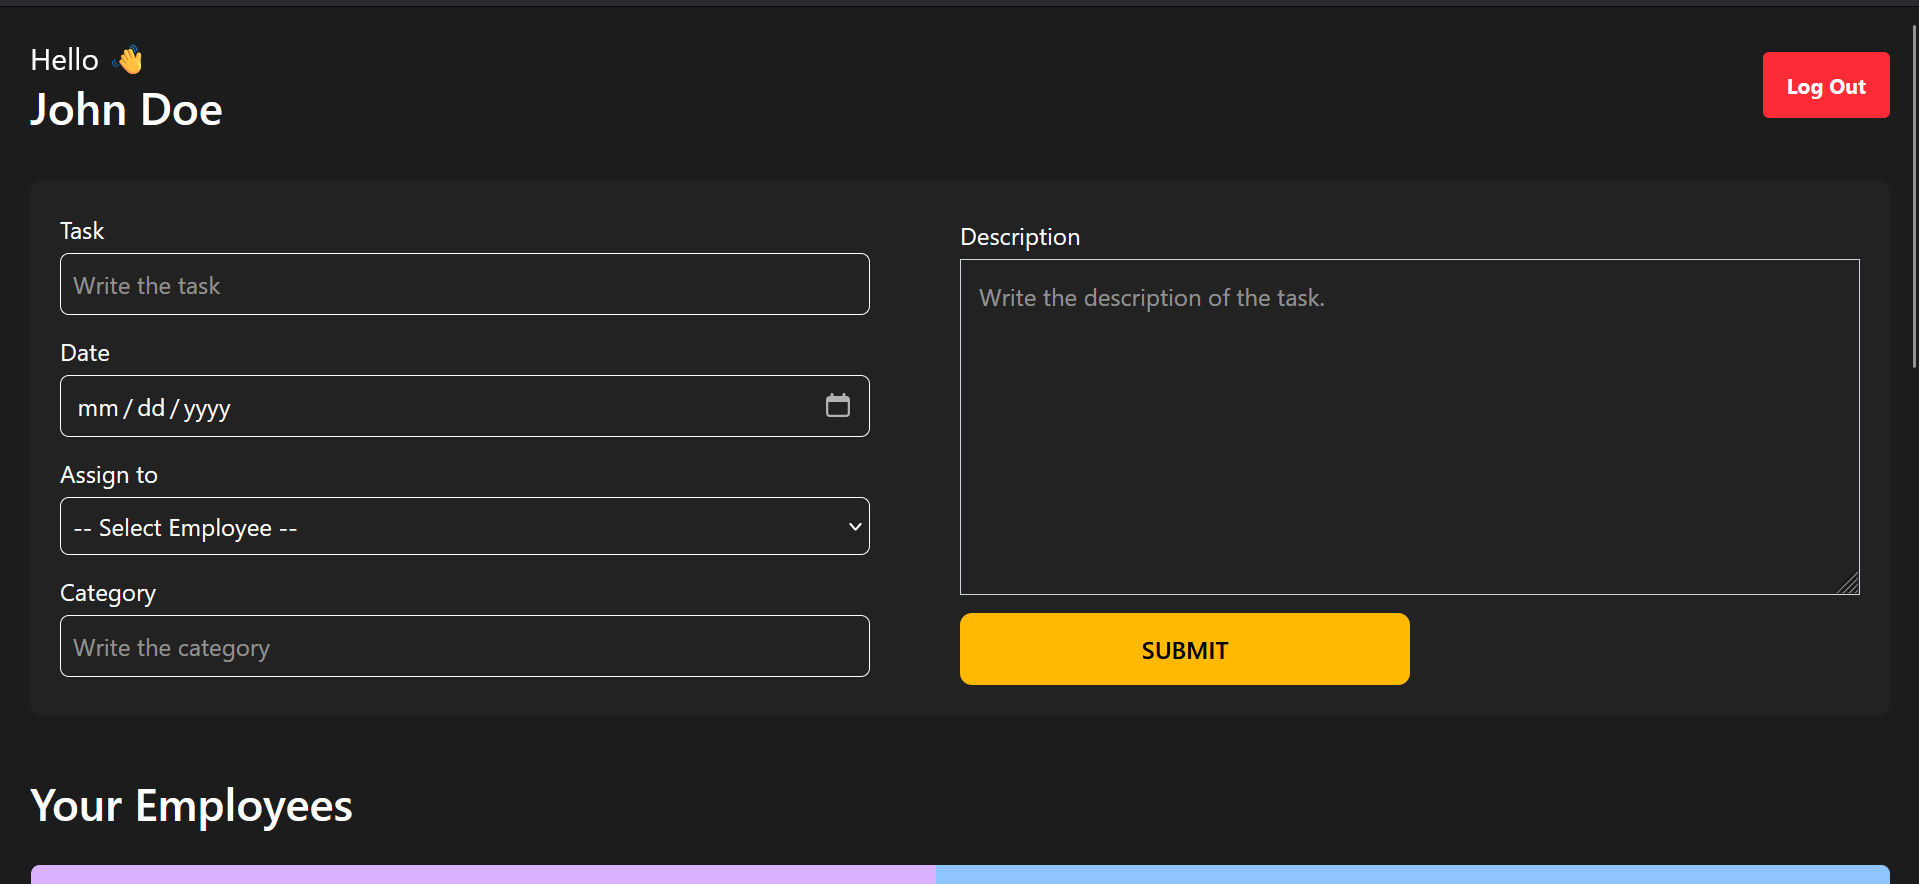 Hello 👋
John Doe
Log Out
Task
Write the task
Date
mm/dd/yyyy
Assign to
-- Select Employee --
Category
Write the category
Description
Write the description of the task.
SUBMIT
Your Employees